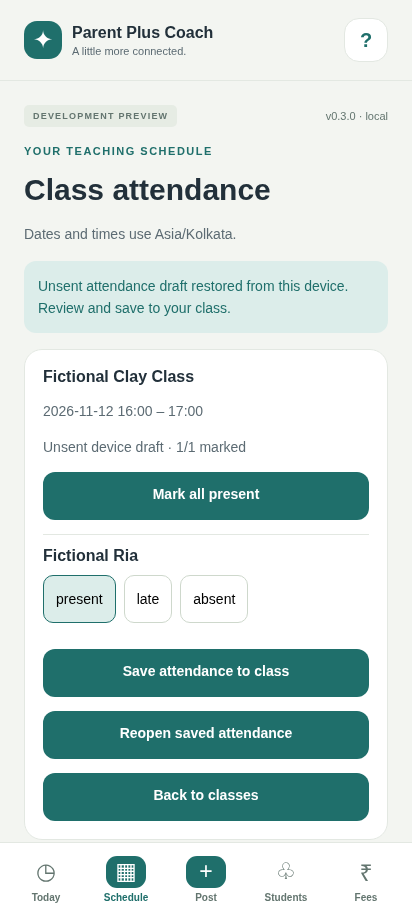 Parent Plus Coach
A little more connected.
?
DEVELOPMENT PREVIEW
v0.3.0 · local
YOUR TEACHING SCHEDULE
Class attendance
Dates and times use Asia/Kolkata.
Unsent attendance draft restored from this device.
Review and save to your class.
Fictional Clay Class
2026-11-12 16:00 – 17:00
Unsent device draft · 1/1 marked
Mark all present
Fictional Ria
present late absent
Save attendance to class
Reopen saved attendance
Back to classes
+ ₹
Today Schedule Post Students Fees